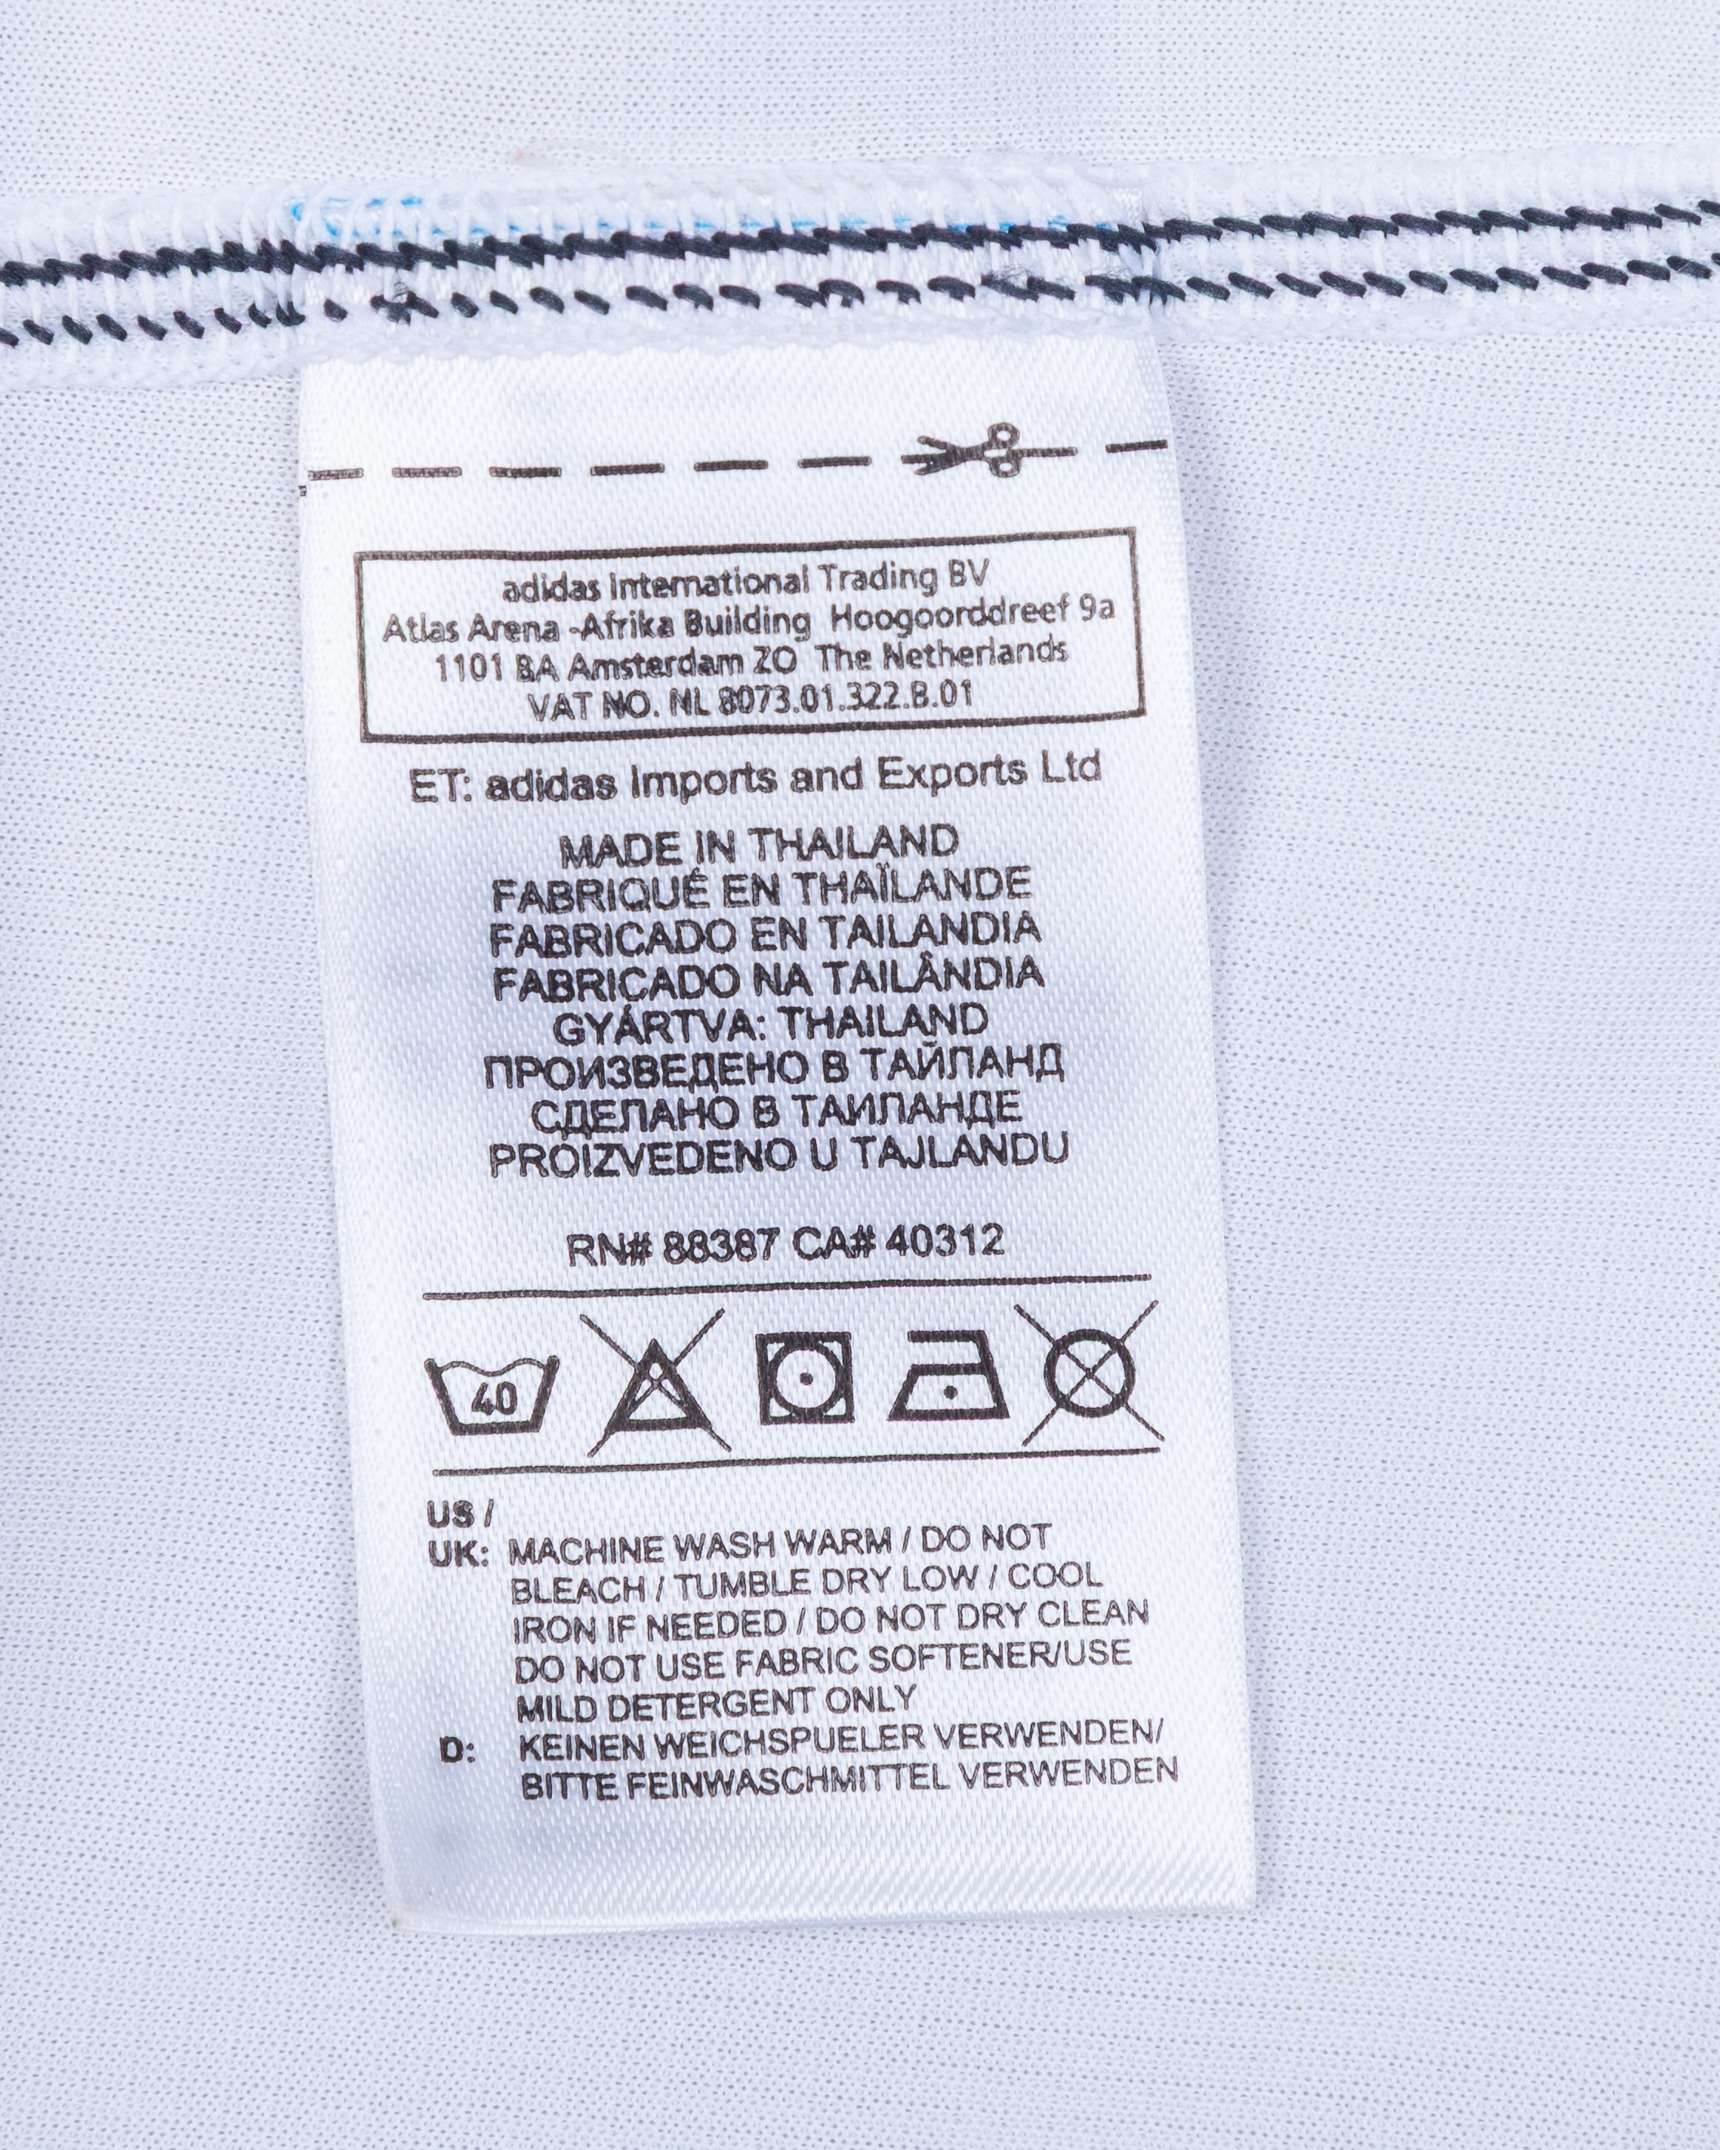 adidas International Trading BV
Atlas Arena -Afrika Building Hoogoorddreef 9a
1101 BA Amsterdam ZO The Netherlands
VAT NO. NL 8073.01.322.B.01
ET: adidas Imports and Exports Ltd
MADE IN THAILAND
FABRIQUÉ EN THAÏLANDE
FABRICADO EN TAILANDIA
FABRICADO NA TAILÂNDIA
GYÁRTVA: THAILAND
ПРОИЗВЕДЕНО В ТАЙЛАНД
СДЕЛАНО В ТАИЛАНДЕ
PROIZVEDENO U TAJLANDU
RN# 88387 CA# 40312
40
US /
UK: MACHINE WASH WARM / DO NOT
BLEACH / TUMBLE DRY LOW / COOL
IRON IF NEEDED / DO NOT DRY CLEAN
DO NOT USE FABRIC SOFTENER/USE
MILD DETERGENT ONLY
D: KEINEN WEICHSPUELER VERWENDEN/
BITTE FEINWASCHMITTEL VERWENDEN